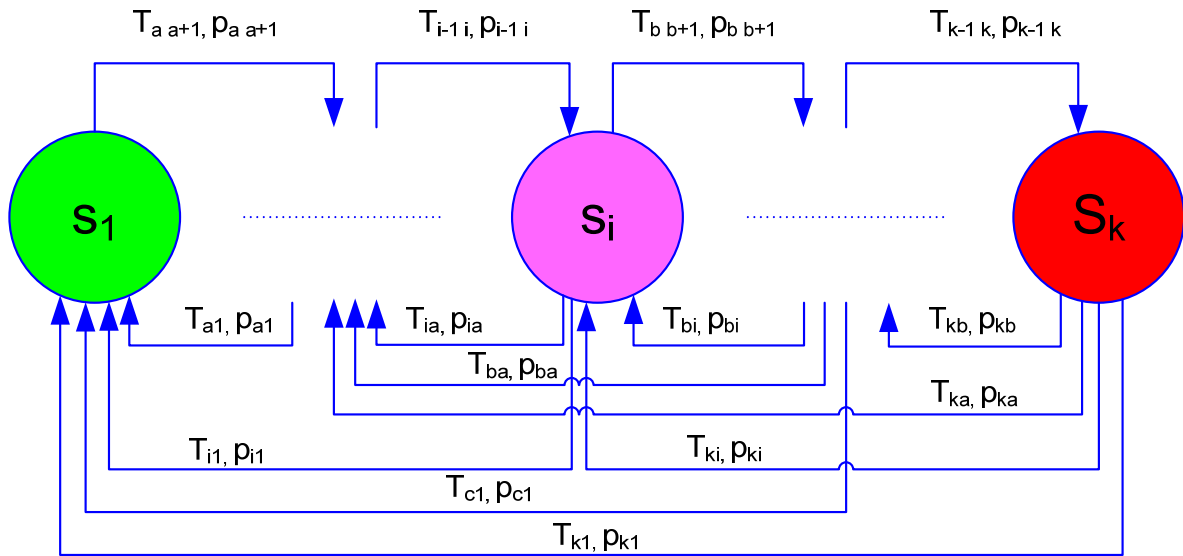 T a a+1, p a a+1
T i-1 i, p i-1 i
T b b+1, p b b+1
T k-1 k, p k-1 k
s1
si
Sk
Ta1, pa1
Tia, pia
Tbi, pbi
Tkb, pkb
Tba, pba
Tka, pka
Ti1, pi1
Tki, pki
Tc1, pc1
Tk1, pk1